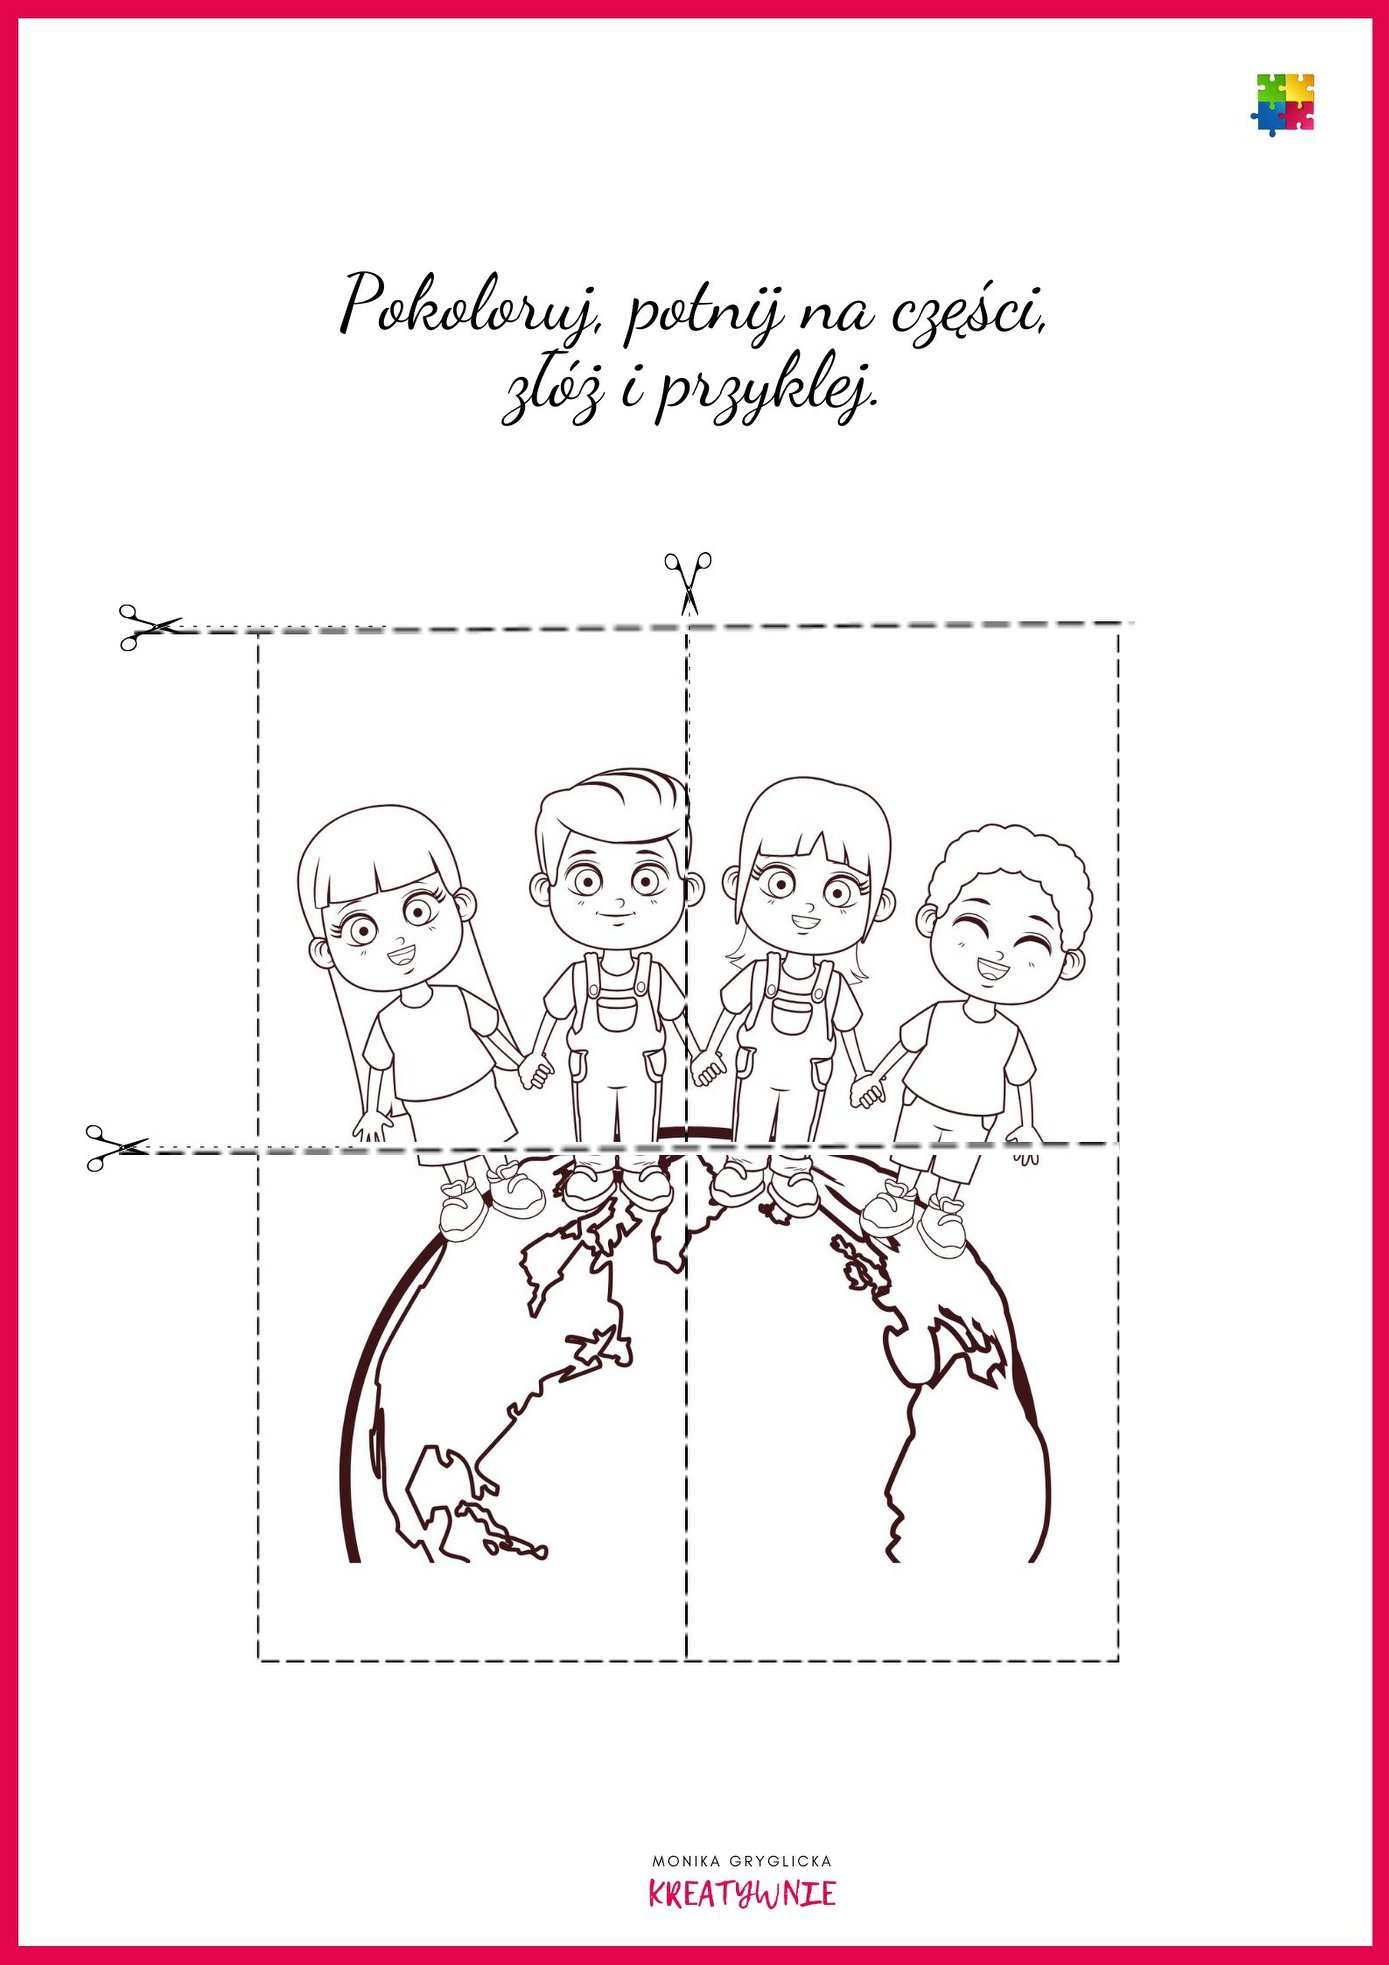 Pokoloruj, potnij na części,
złóż i przyklej.
MONIKA GRYGLICKA
KREATYWNIE